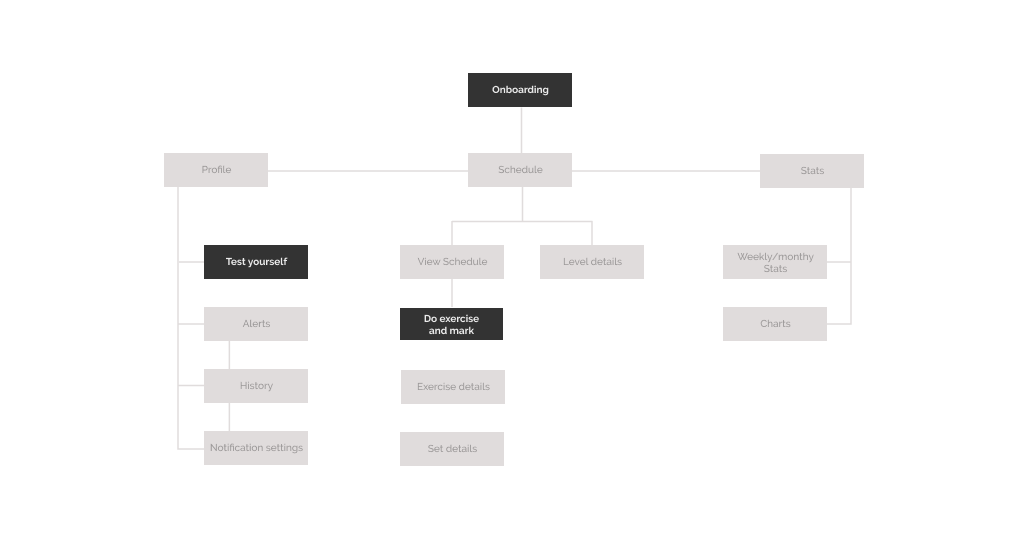 Onboarding
Profile
Schedule
Stats
Test yourself
View Schedule
Level details
Weekly/monthy
Stats
Alerts
Do exercise
and mark
Charts
History
Exercise details
Notification settings
Set details